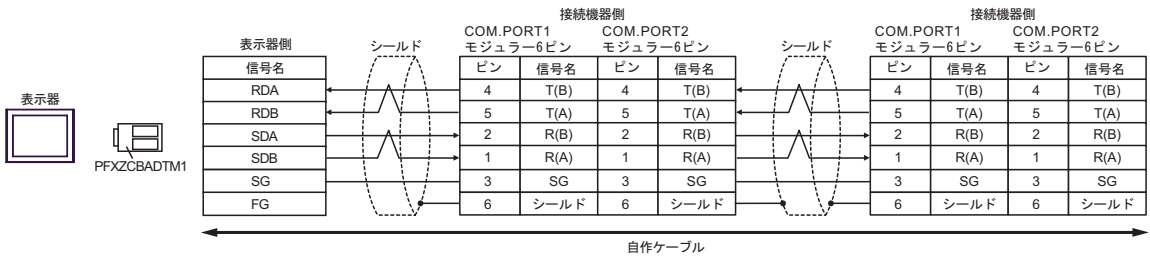 接続機器側 接続機器側
COM.PORT1 COM.PORT2 COM.PORT1 COM.PORT2
表示器側 シールド モジュラー6ピン モジュラー6ピン シールド モジュラー6ピン モジュラー6ピン
信号名 ピン 信号名 ピン 信号名 ピン 信号名 ピン 信号名
表示器 RDA 4 T(B) 4 T(B) 4 T(B) 4 T(B)
RDB 5 T(A) 5 T(A) 5 T(A) 5 T(A)
SDA 2 R(B) 2 R(B) 2 R(B) 2 R(B)
PFXZCBADTM1 SDB 1 R(A) 1 R(A) 1 R(A) 1 R(A)
SG 3 SG 3 SG 3 SG 3 SG
FG 6 シールド 6 シールド 6 シールド 6 シールド
自作ケーブル